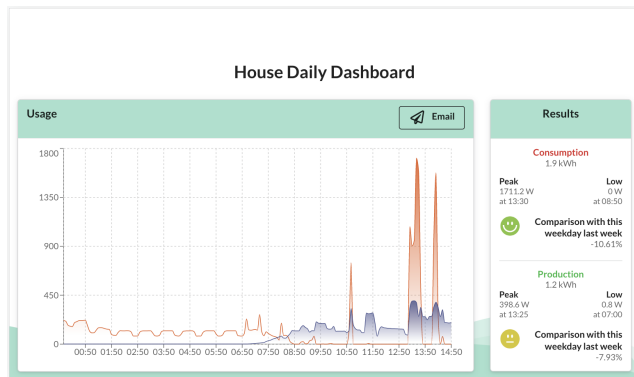 House Daily Dashboard
Usage
Email
1800
1350
900
450
0
00:50 01:50 02:50 03:50 04:50 05:50 06:50 07:50 08:50 09:50 10:50 11:50 12:50 13:50 14:50
Results
Consumption
1.9 kWh
Peak Low
1711.2 W 0 W
at 13:30 at 08:50
Comparison with this
weekday last week
-10.61%
Production
1.2 kWh
Peak Low
398.6 W 0.8 W
at 13:25 at 07:00
Comparison with this
weekday last week
-7.93%